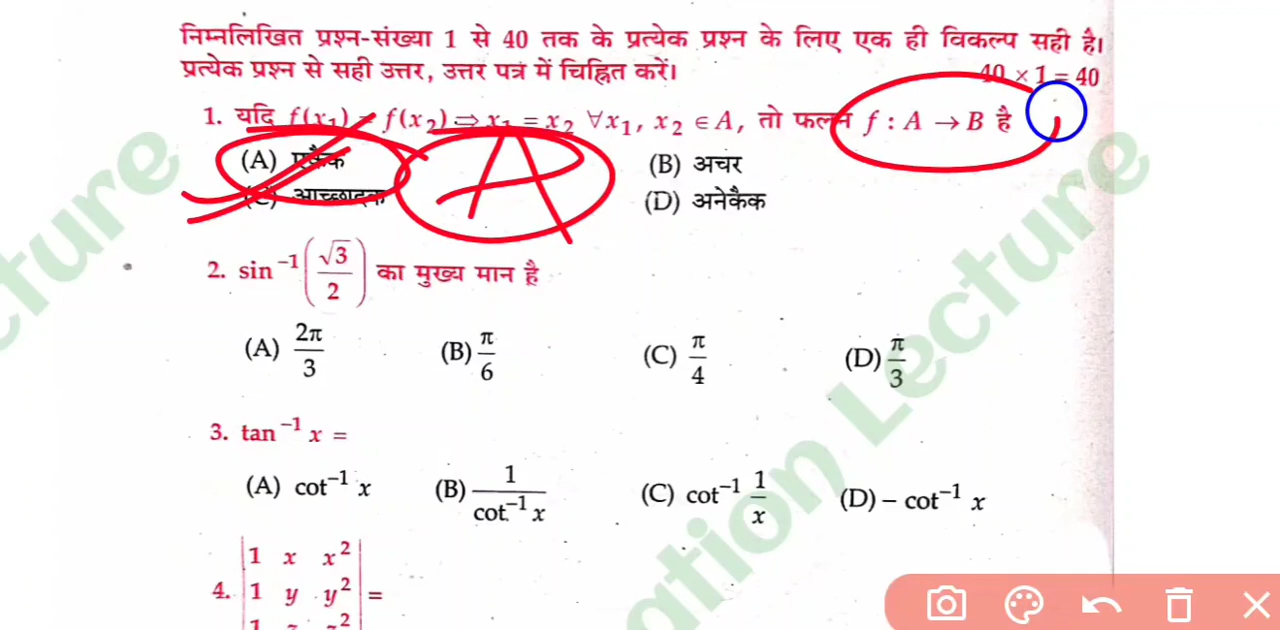 निम्नलिखित प्रश्न-संख्या 1 से 40 तक के प्रत्येक प्रश्न के लिए एक ही विकल्प सही है।
प्रत्येक प्रश्न से सही उत्तर, उत्तर पत्र में चिह्नित करें। 40 × 1 = 40
1. यदि f(x₁) = f(x₂) ⇒ x₁ = x₂ ∀x₁, x₂ ∈ A, तो फलन f : A → B है
(A) एकैक (B) अचर
(C) आच्छादक (D) अनेकैक
A
2. sin⁻¹(√3/2) का मुख्य मान है
(A) 2π/3 (B) π/6 (C) π/4 (D) π/3
3. tan⁻¹ x =
(A) cot⁻¹ x (B) 1/cot⁻¹ x (C) cot⁻¹ 1/x (D) – cot⁻¹ x
4. |1 x x²|
|1 y y²| =